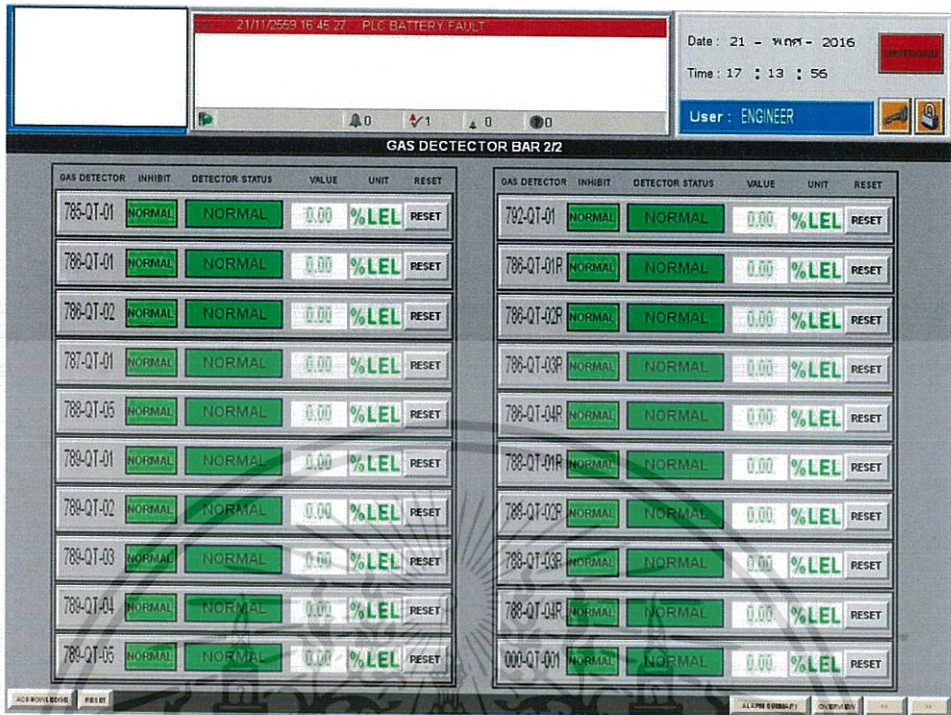 21/11/2559 16:45:27 PLC BATTERY FAULT
Date : 21 - พฤศ - 2016
Time : 17 : 13 : 56
0 1 0 0
User : ENGINEER
GAS DECTECTOR BAR 2/2
GAS DETECTOR INHIBIT DETECTOR STATUS VALUE UNIT RESET
785-QT-01 NORMAL NORMAL 0.00 %LEL RESET
786-QT-01 NORMAL NORMAL 0.00 %LEL RESET
786-QT-02 NORMAL NORMAL 0.00 %LEL RESET
787-QT-01 NORMAL NORMAL 0.00 %LEL RESET
788-QT-05 NORMAL NORMAL 0.00 %LEL RESET
789-QT-01 NORMAL NORMAL 0.00 %LEL RESET
789-QT-02 NORMAL NORMAL 0.00 %LEL RESET
789-QT-03 NORMAL NORMAL 0.00 %LEL RESET
789-QT-04 NORMAL NORMAL 0.00 %LEL RESET
789-QT-05 NORMAL NORMAL 0.00 %LEL RESET
GAS DETECTOR INHIBIT DETECTOR STATUS VALUE UNIT RESET
792-QT-01 NORMAL NORMAL 0.00 %LEL RESET
786-QT-01R NORMAL NORMAL 0.00 %LEL RESET
786-QT-02R NORMAL NORMAL 0.00 %LEL RESET
786-QT-03R NORMAL NORMAL 0.00 %LEL RESET
786-QT-04R NORMAL NORMAL 0.00 %LEL RESET
788-QT-01R NORMAL NORMAL 0.00 %LEL RESET
788-QT-02R NORMAL NORMAL 0.00 %LEL RESET
788-QT-03R NORMAL NORMAL 0.00 %LEL RESET
788-QT-04R NORMAL NORMAL 0.00 %LEL RESET
000-QT-001 NORMAL NORMAL 0.00 %LEL RESET
ACKNOWLEDGE RESET ALARM SUMMARY OVERVIEW << >>